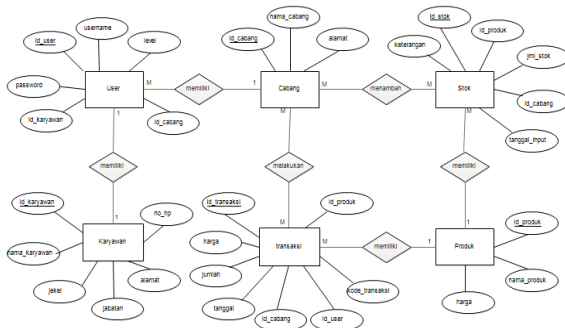 username
id_user
level
password
id_karyawan
id_cabang
User
M
memiliki
1
nama_cabang
id_cabang
alamat
Cabang
M
menambah
M
id_stok
id_produk
keterangan
jml_stok
id_cabang
tanggal_input
Stok
1
memiliki
1
M
melakukan
M
M
memiliki
1
id_karyawan
no_hp
nama_karyawan
Karyawan
jekel
jabatan
alamat
id_transaksi
id_produk
harga
jumlah
tanggal
id_cabang
id_user
kode_transaksi
transaksi
M
memiliki
1
Produk
id_produk
nama_produk
harga